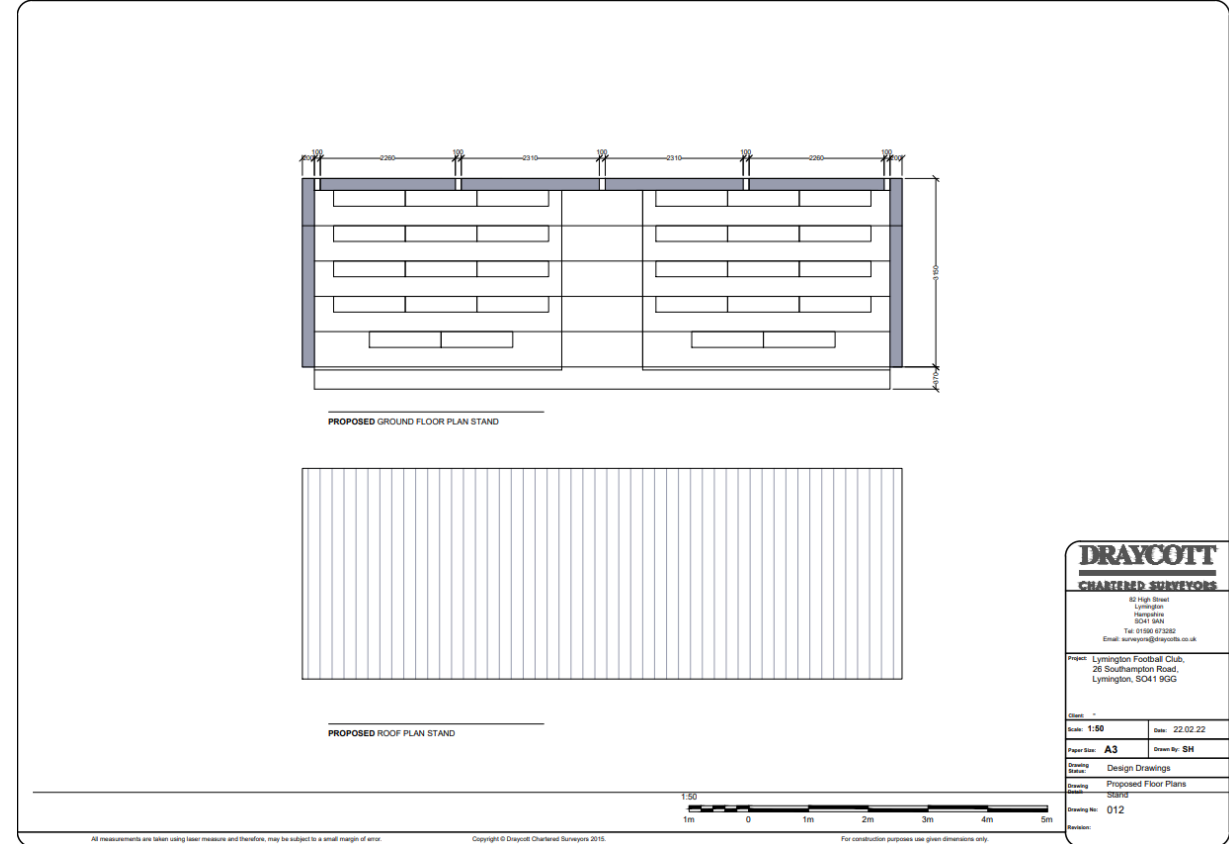 200 100 2260 100 2310 100 2310 100 2260 100 200
3150
370
PROPOSED GROUND FLOOR PLAN STAND
PROPOSED ROOF PLAN STAND
DRAYCOTT
CHARTERED SURVEYORS
82 High Street
Lymington
Hampshire
SO41 9AN
Tel: 01590 673282
Email: surveyors@draycotts.co.uk
Project: Lymington Football Club,
26 Southampton Road,
Lymington, SO41 9GG
Client: "
Scale: 1:50 Date: 22.02.22
Paper Size: A3 Drawn By: SH
Drawing
Status: Design Drawings
Drawing Proposed Floor Plans
Detail: Stand
Drawing No: 012
Revision:
1:50
1m 0 1m 2m 3m 4m 5m
All measurements are taken using laser measure and therefore, may be subject to a small margin of error. Copyright © Draycott Chartered Surveyors 2015. For construction purposes use given dimensions only.